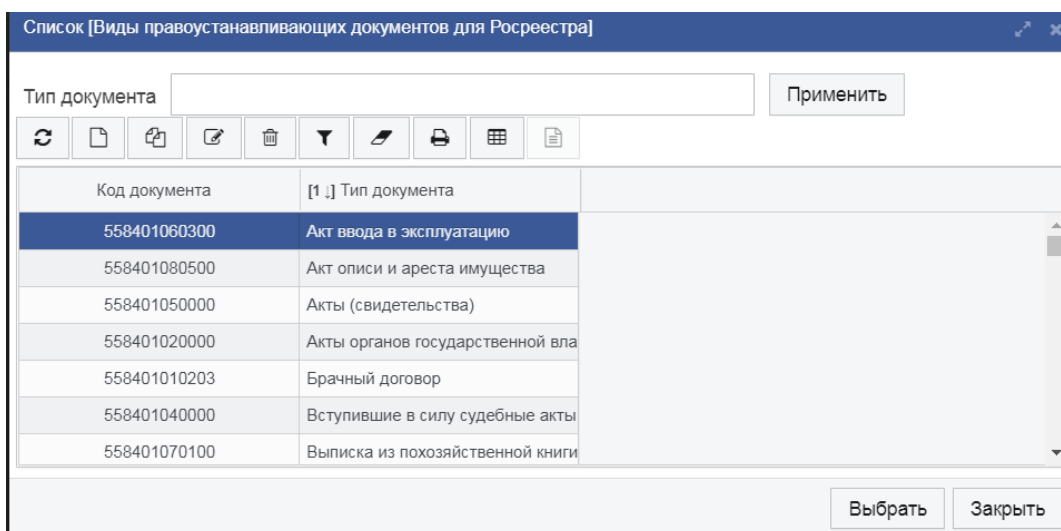 Список [Виды правоустанавливающих документов для Росреестра]
Тип документа Применить
Код документа [1 ↓] Тип документа
558401060300 Акт ввода в эксплуатацию
558401080500 Акт описи и ареста имущества
558401050000 Акты (свидетельства)
558401020000 Акты органов государственной вла
558401010203 Брачный договор
558401040000 Вступившие в силу судебные акты
558401070100 Выписка из похозяйственной книги
Выбрать Закрыть